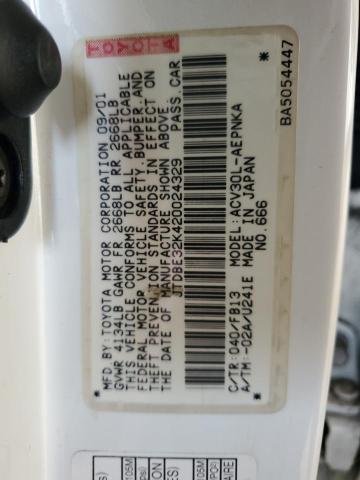 TOYOTA
MFD BY:TOYOTA MOTOR CORPORATION 09/01
GVWR 4134LB GAWR FR 2668LB RR 2668LB
THIS VEHICLE CONFORMS TO ALL APPLICABLE
FEDERAL MOTOR VEHICLE SAFETY, BUMPER, AND
THEFT PREVENTION STANDARDS IN EFFECT ON
THE DATE OF MANUFACTURE SHOWN ABOVE.
JTDBE32K420024329 PASS.CAR
C/TR:040/FB13 MODEL:ACV30L-AEPNKA
A/TM:-02A/U241E MADE IN JAPAN
NO.666 *
BA5054447